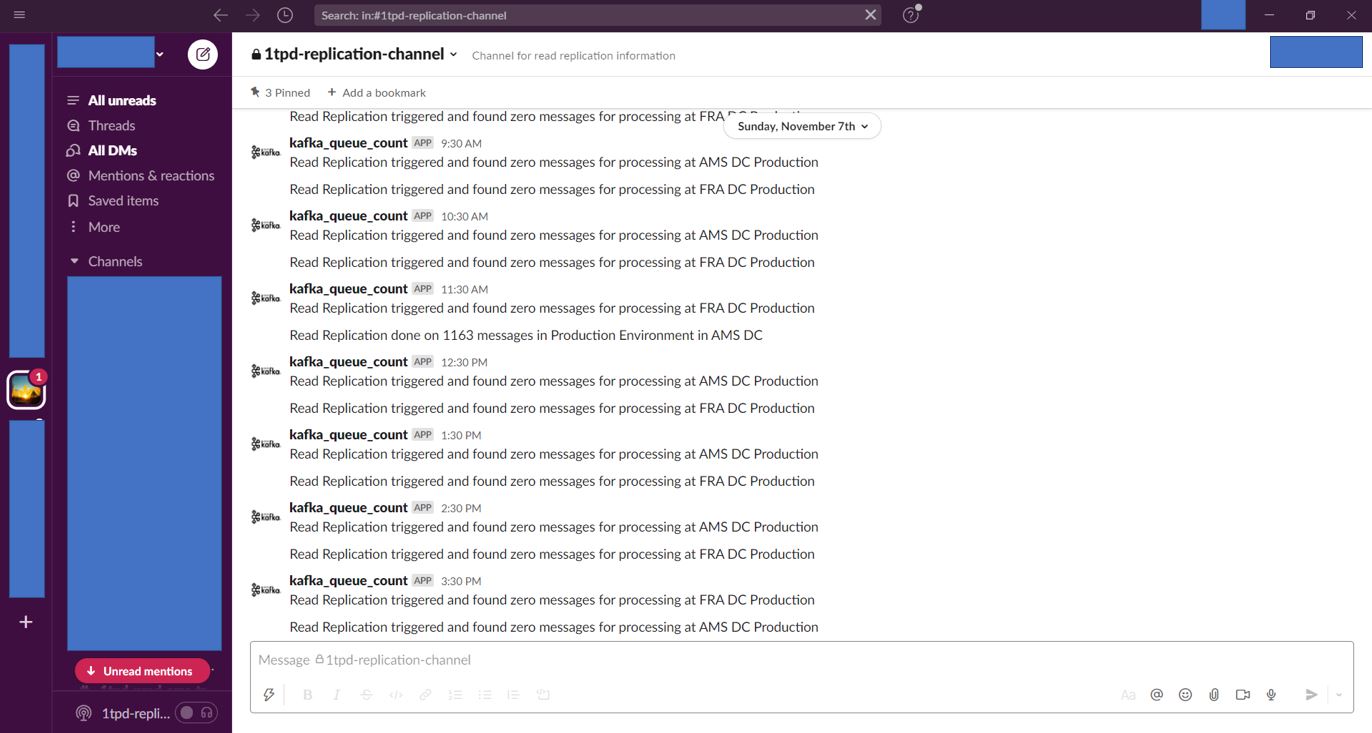 Search: in:#1tpd-replication-channel
1tpd-replication-channel
Channel for read replication information
3 Pinned
Add a bookmark
All unreads
Threads
All DMs
Mentions & reactions
Saved items
More
Channels
1
Unread mentions
1tpd-repli...
Read Replication triggered and found zero messages for processing at FRA DC
Sunday, November 7th
kafka_queue_count APP 9:30 AM
Read Replication triggered and found zero messages for processing at AMS DC Production
Read Replication triggered and found zero messages for processing at FRA DC Production
kafka_queue_count APP 10:30 AM
Read Replication triggered and found zero messages for processing at AMS DC Production
Read Replication triggered and found zero messages for processing at FRA DC Production
kafka_queue_count APP 11:30 AM
Read Replication triggered and found zero messages for processing at FRA DC Production
Read Replication done on 1163 messages in Production Environment in AMS DC
kafka_queue_count APP 12:30 PM
Read Replication triggered and found zero messages for processing at AMS DC Production
Read Replication triggered and found zero messages for processing at FRA DC Production
kafka_queue_count APP 1:30 PM
Read Replication triggered and found zero messages for processing at AMS DC Production
Read Replication triggered and found zero messages for processing at FRA DC Production
kafka_queue_count APP 2:30 PM
Read Replication triggered and found zero messages for processing at AMS DC Production
Read Replication triggered and found zero messages for processing at FRA DC Production
kafka_queue_count APP 3:30 PM
Read Replication triggered and found zero messages for processing at FRA DC Production
Read Replication triggered and found zero messages for processing at AMS DC Production
Message 1tpd-replication-channel
B I S </> Aa @